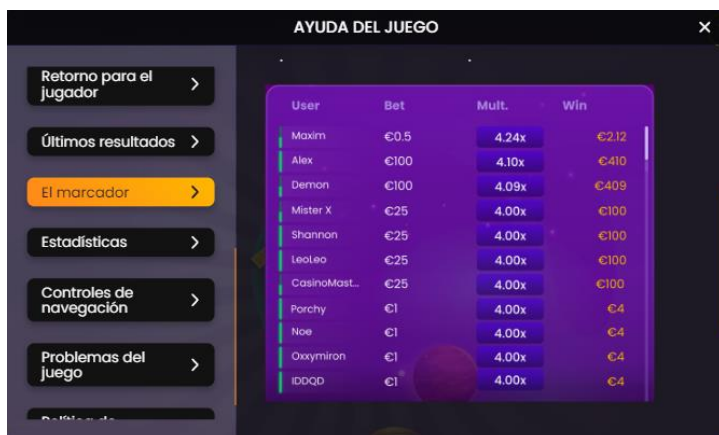 AYUDA DEL JUEGO ×
Retorno para el
jugador
Últimos resultados
El marcador
Estadísticas
Controles de
navegación
Problemas del
juego
User Bet Mult. Win
Maxim €0.5 4.24x €2.12
Alex €100 4.10x €410
Demon €100 4.09x €409
Mister X €25 4.00x €100
Shannon €25 4.00x €100
LeoLeo €25 4.00x €100
CasinoMast... €25 4.00x €100
Porchy €1 4.00x €4
Noe €1 4.00x €4
Oxxymiron €1 4.00x €4
IDDQD €1 4.00x €4